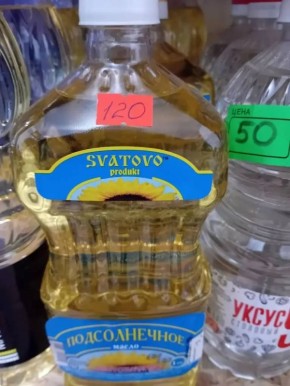 120
SVATOVO
produkt
ЦЕНА
50
ПОДСОЛНЕЧНОЕ
масло
УКСУС